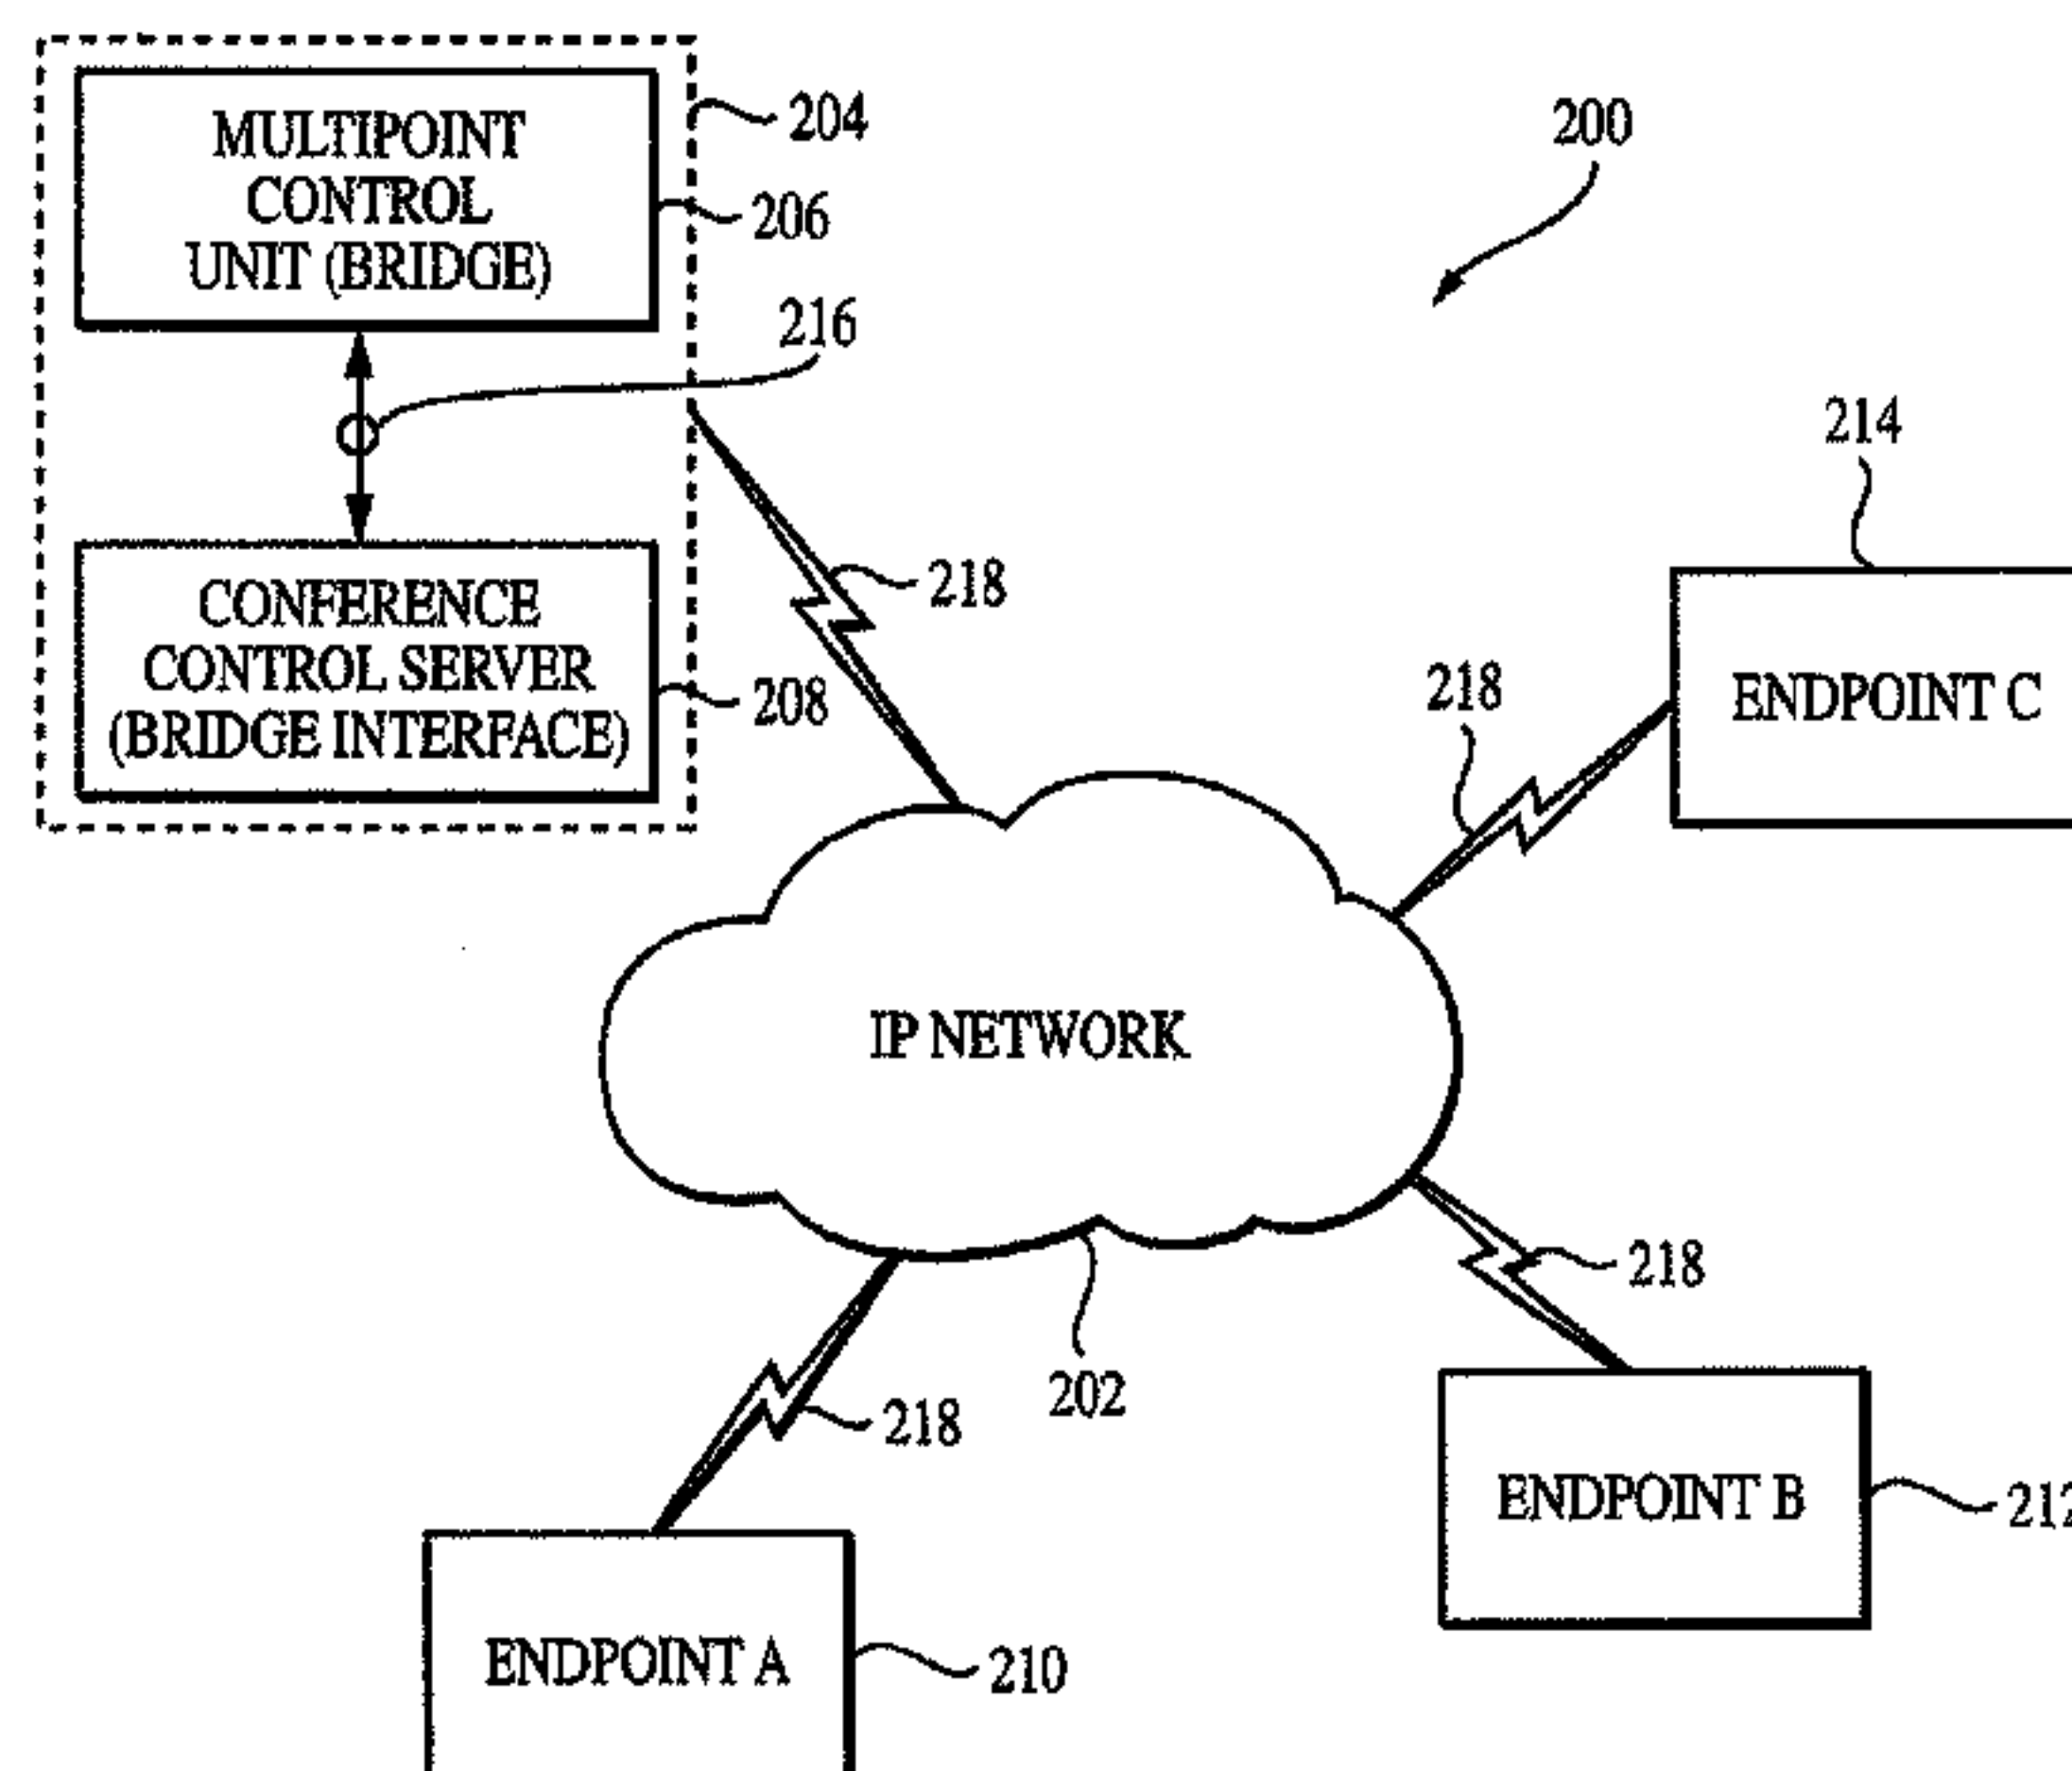 MULTIPOINT
CONTROL
UNIT (BRIDGE)
204
206
216
CONFERENCE
CONTROL SERVER
(BRIDGE INTERFACE)
208
200
214
ENDPOINT C
218
218
IP NETWORK
218
218
202
ENDPOINT B
212
ENDPOINT A
210